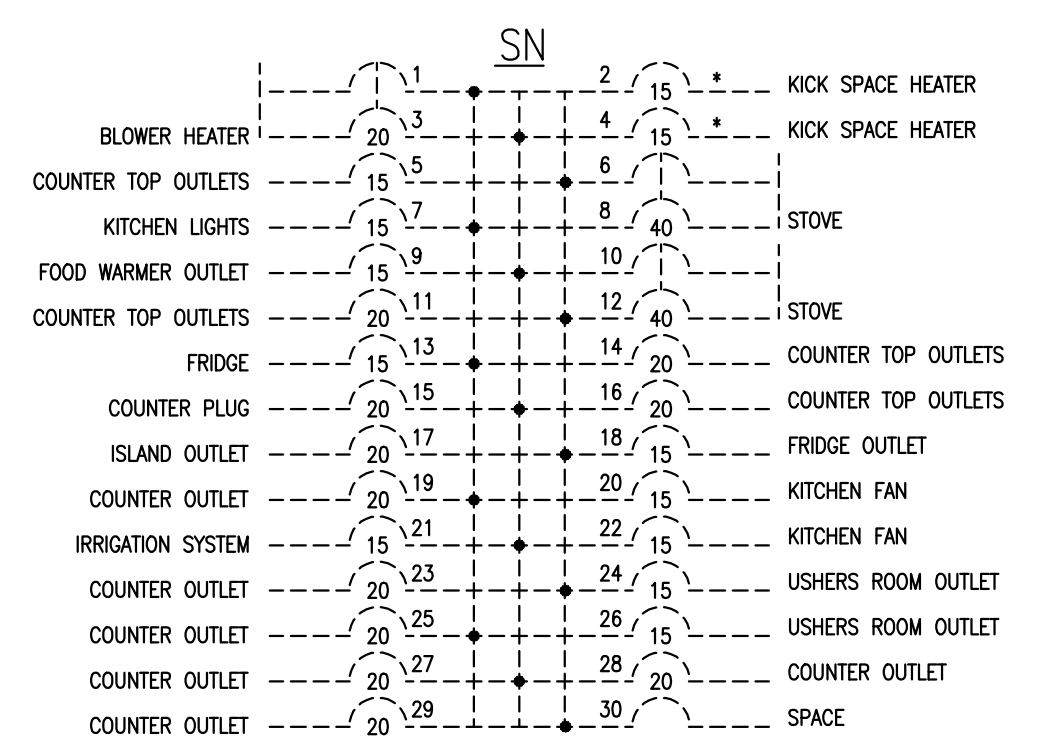 SN
1 2 15 * KICK SPACE HEATER
BLOWER HEATER 20 3 4 15 * KICK SPACE HEATER
COUNTER TOP OUTLETS 15 5 6
KITCHEN LIGHTS 15 7 8 40 STOVE
FOOD WARMER OUTLET 15 9 10
COUNTER TOP OUTLETS 20 11 12 40 STOVE
FRIDGE 15 13 14 20 COUNTER TOP OUTLETS
COUNTER PLUG 20 15 16 20 COUNTER TOP OUTLETS
ISLAND OUTLET 20 17 18 15 FRIDGE OUTLET
COUNTER OUTLET 20 19 20 15 KITCHEN FAN
IRRIGATION SYSTEM 15 21 22 15 KITCHEN FAN
COUNTER OUTLET 20 23 24 15 USHERS ROOM OUTLET
COUNTER OUTLET 20 25 26 15 USHERS ROOM OUTLET
COUNTER OUTLET 20 27 28 20 COUNTER OUTLET
COUNTER OUTLET 20 29 30 SPACE